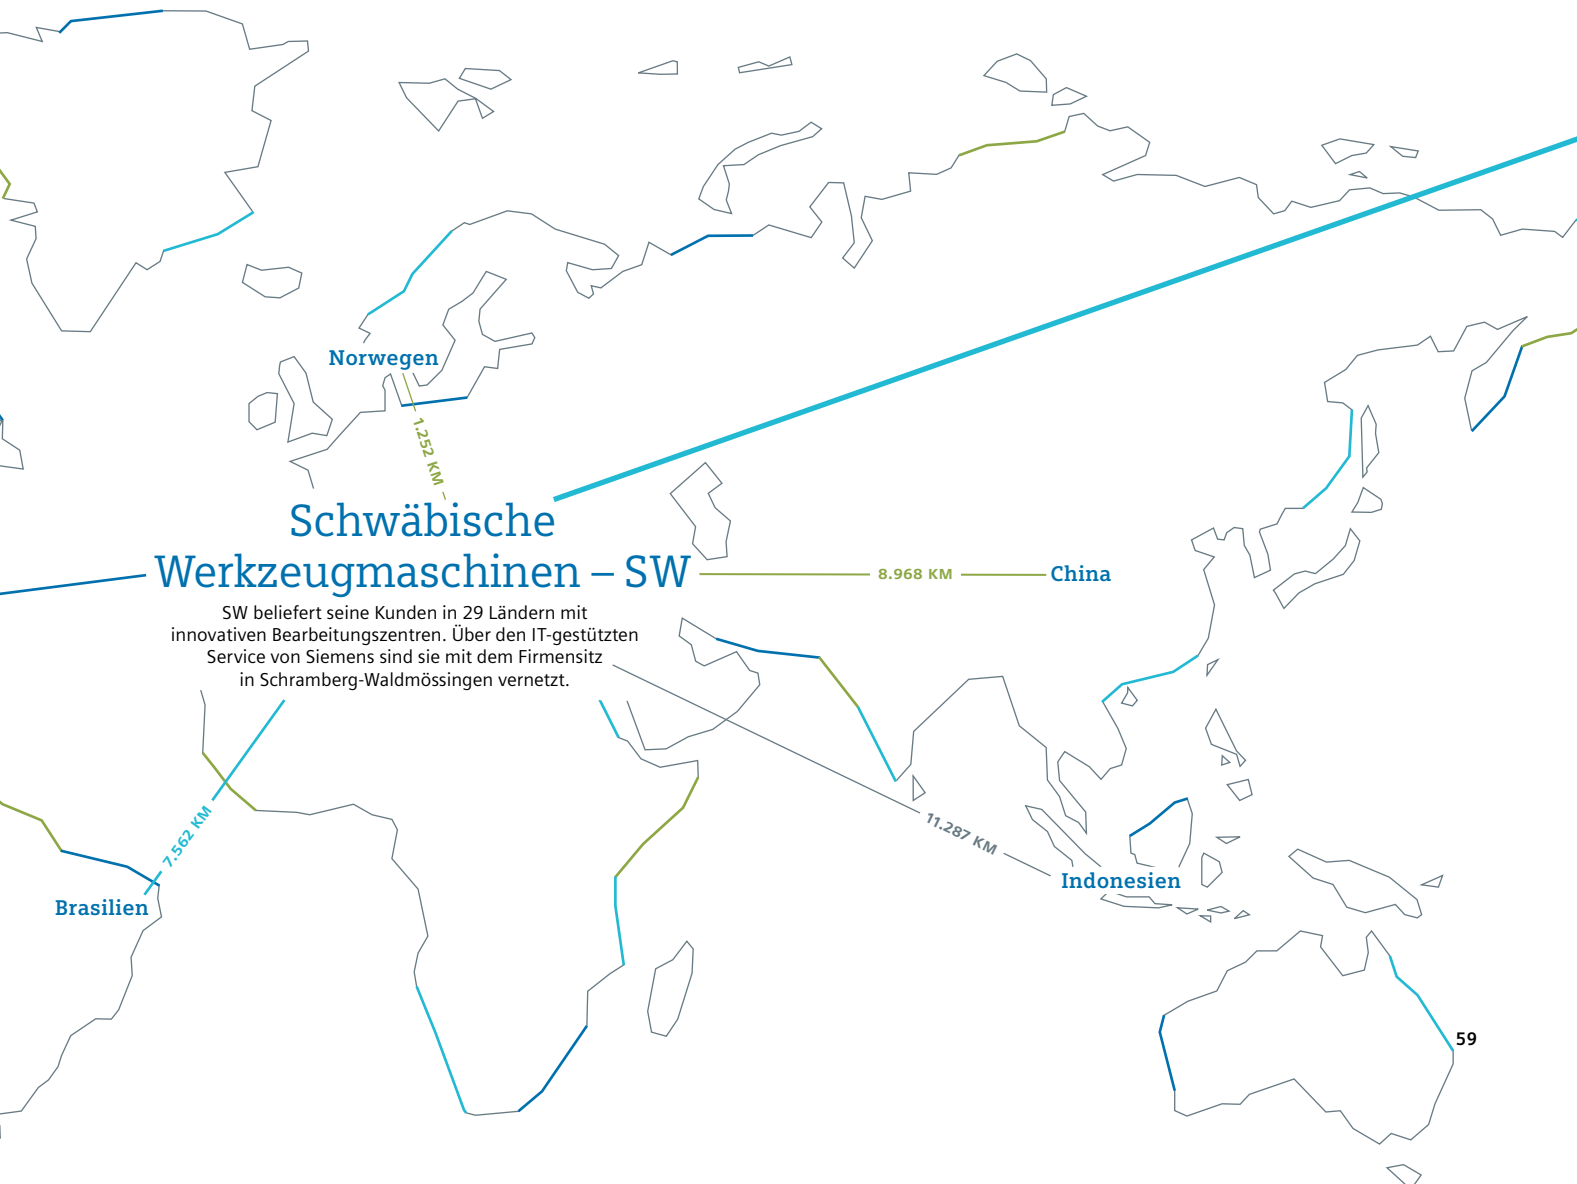 Norwegen
1.252 KM
Schwäbische
Werkzeugmaschinen – SW
8.968 KM
China
SW beliefert seine Kunden in 29 Ländern mit
innovativen Bearbeitungszentren. Über den IT-gestützten
Service von Siemens sind sie mit dem Firmensitz
in Schramberg-Waldmössingen vernetzt.
7.562 KM
11.287 KM
Indonesien
Brasilien
59